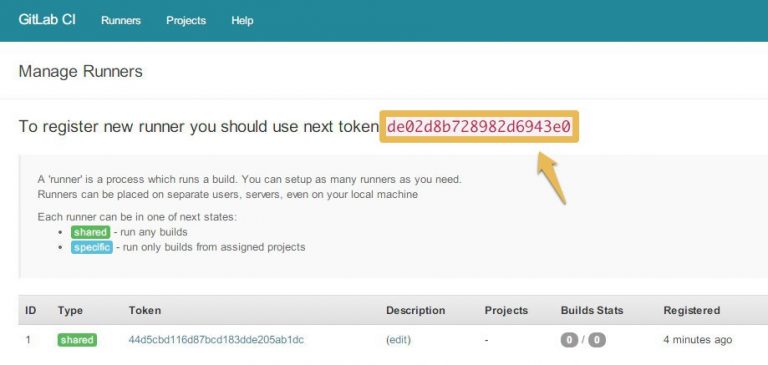 GitLab CI Runners Projects Help
Manage Runners
To register new runner you should use next token de02d8b728982d6943e0
A 'runner' is a process which runs a build. You can setup as many runners as you need.
Runners can be placed on separate users, servers, even on your local machine
Each runner can be in one of next states:
• shared - run any builds
• specific - run only builds from assigned projects
ID Type Token Description Projects Builds Stats Registered
1 shared 44d5cbd116d87bcd183dde205ab1dc (edit) - 0 / 0 4 minutes ago